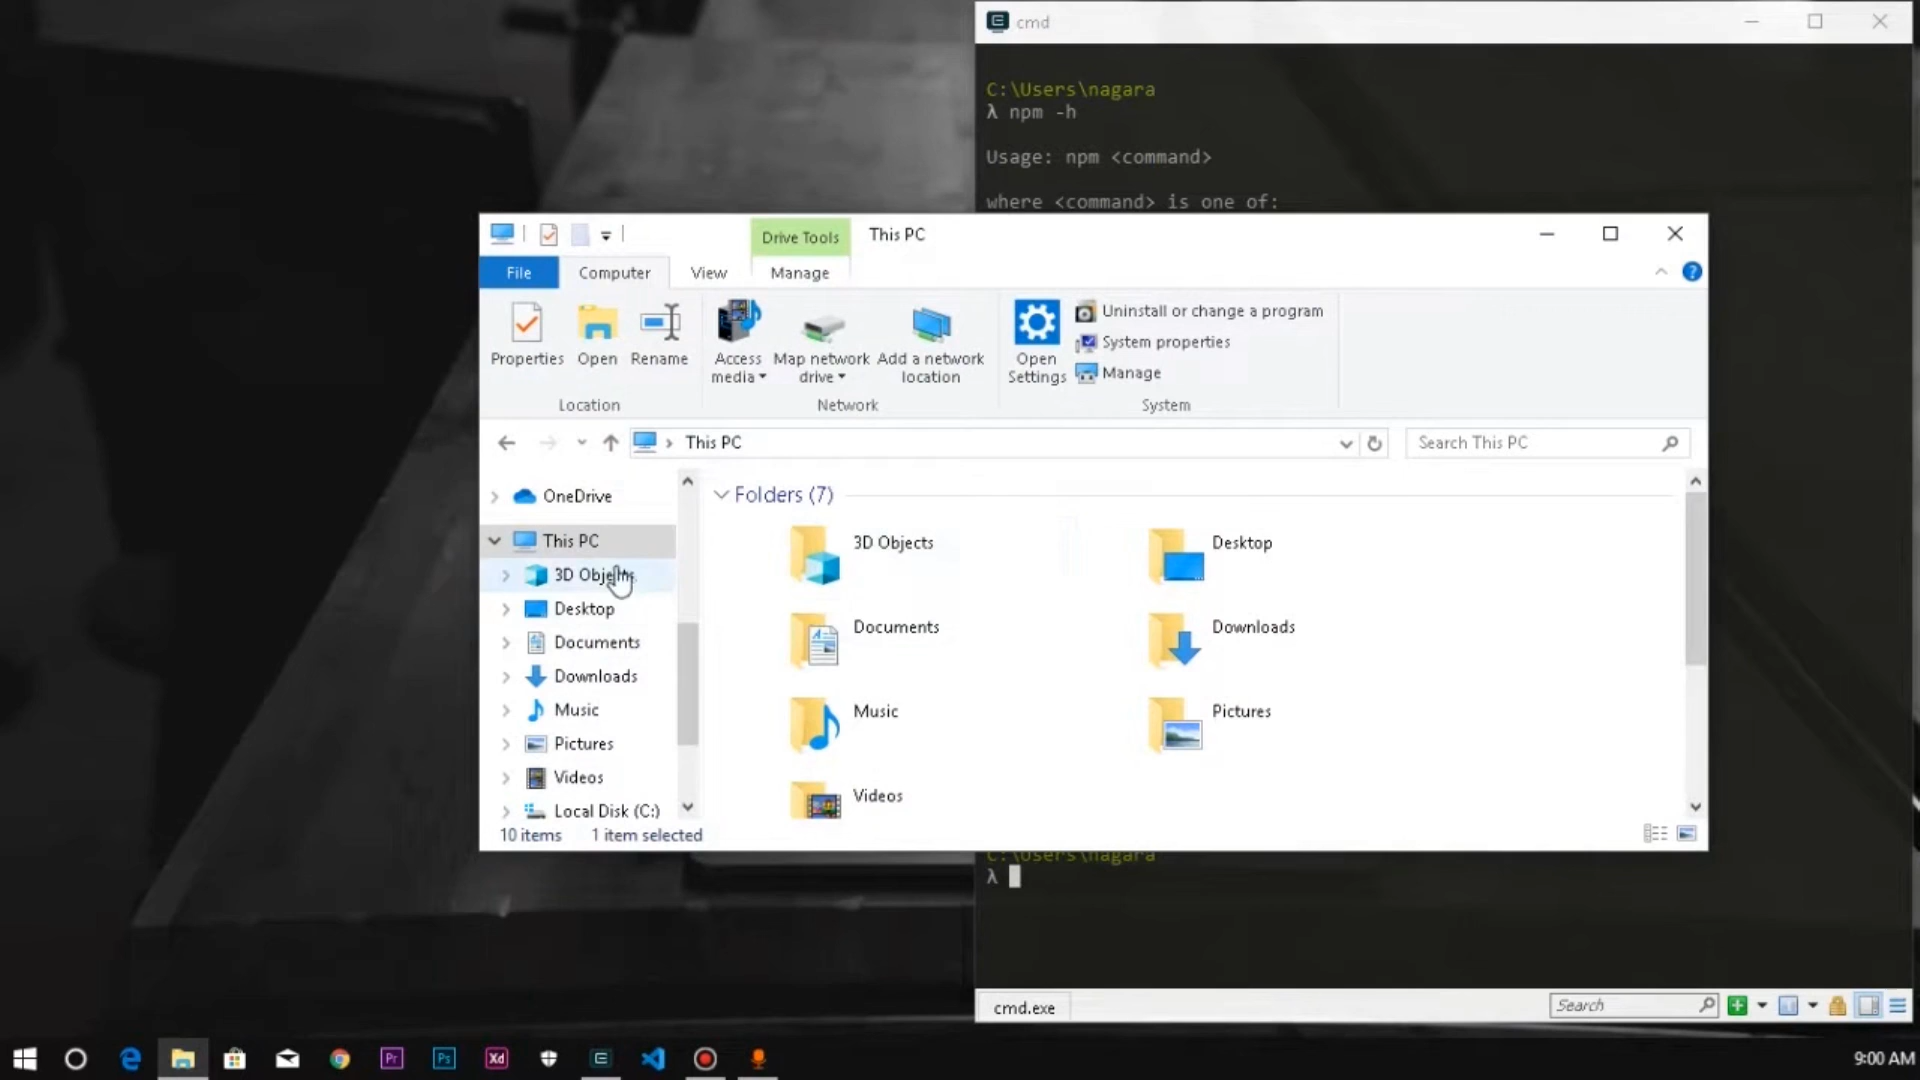 cmd
C:\Users\nagara
λ npm -h
Usage: npm <command>
where <command> is one of:
Drive Tools
This PC
File
Computer
View
Manage
Properties
Open
Rename
Access media
Map network drive
Add a network location
Open Settings
Uninstall or change a program
System properties
Manage
Location
Network
System
This PC
Search This PC
OneDrive
This PC
3D Objects
Desktop
Documents
Downloads
Music
Pictures
Videos
Local Disk (C:)
Folders (7)
3D Objects
Desktop
Documents
Downloads
Music
Pictures
Videos
10 items
1 item selected
C:\Users\nagara
λ
cmd.exe
Search
Pr
Ps
Xd
9:00 AM